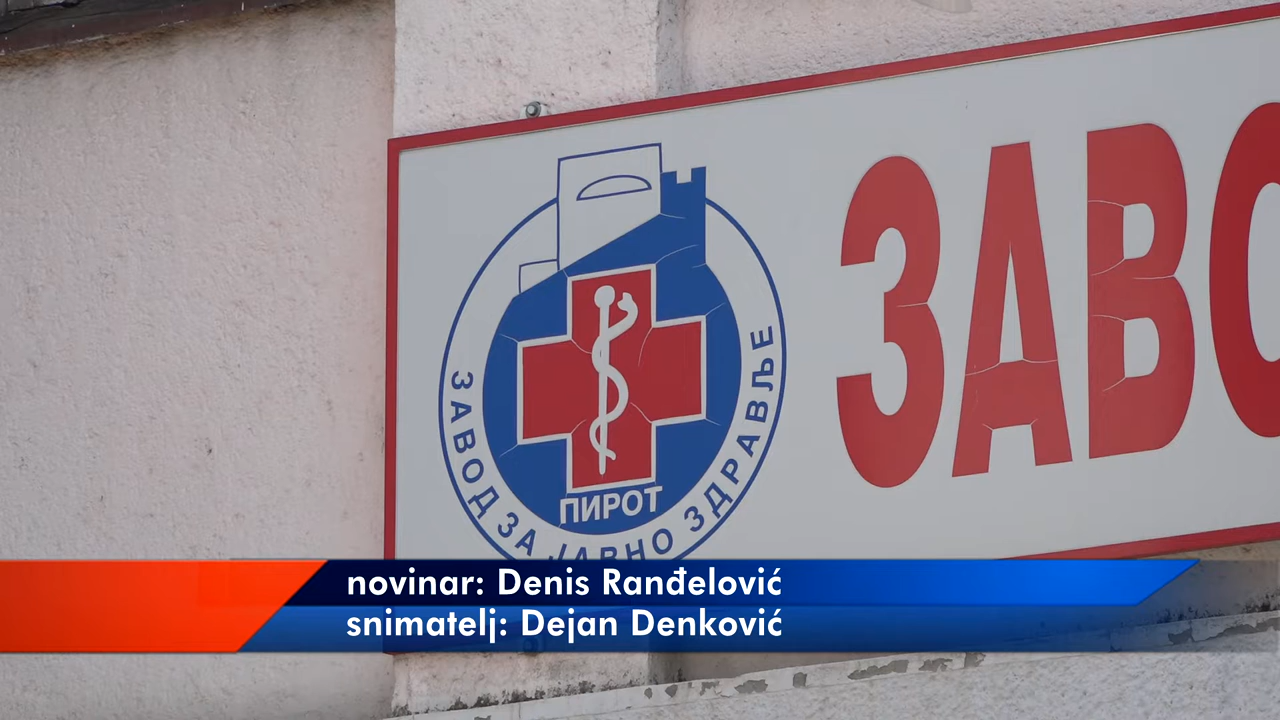 ЗАВО
ЗАВОД ЗА ЈАВНО ЗДРАВЉЕ
ПИРОТ
novinar: Denis Ranđelović
snimatelj: Dejan Denković